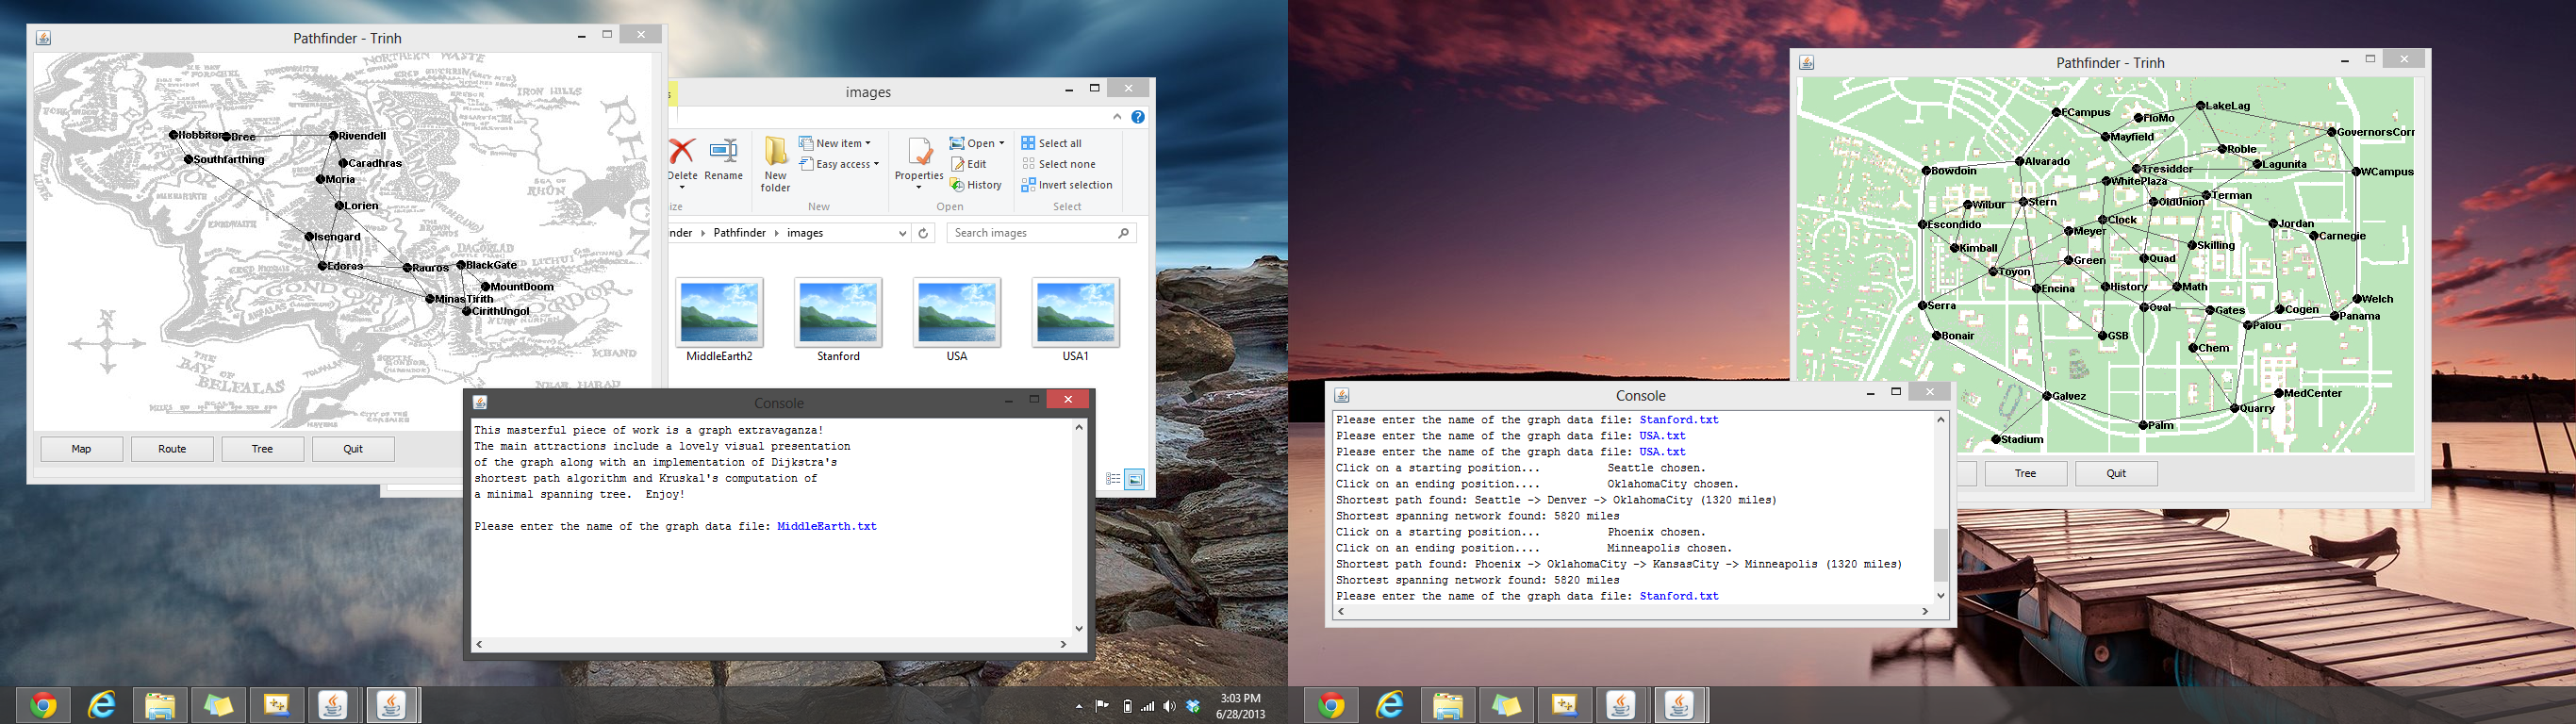 Pathfinder - Trinh
NORTHERN WASTE
IRON HILLS
Hobbiton
Bree
Rivendell
Southfarthing
Caradhras
Moria
Lorien
SEA OF
RHÛN
Isengard
DAGORLAD
Edoras
Rauros
BlackGate
MountDoom
GONDOR
MinasTirith
CirithUngol
THE
BAY OF
BELFALAS
KHAND
NEAR HARAD
Map
Route
Tree
Quit
images
Delete
Rename
New
folder
New item
Easy access
New
Properties
Open
Edit
History
Open
Select all
Select none
Invert selection
Select
Pathfinder
images
Search images
MiddleEarth2
Stanford
USA
USA1
Console
This masterful piece of work is a graph extravaganza!
The main attractions include a lovely visual presentation
of the graph along with an implementation of Dijkstra's
shortest path algorithm and Kruskal's computation of
a minimal spanning tree.  Enjoy!
Please enter the name of the graph data file: MiddleEarth.txt
3:03 PM
6/28/2013
Pathfinder - Trinh
LakeLag
ECampus
FloMo
Mayfield
GovernorsCorr
Roble
Alvarado
Lagunita
Bowdoin
Tresidder
WCampus
WhitePlaza
Terman
Wilbur
Stern
OldUnion
Clock
Escondido
Jordan
Meyer
Carnegie
Kimball
Skilling
Green
Quad
Toyon
Encina
History
Math
Welch
Serra
Oval
Gates
Cogen
Panama
Palou
Bonair
GSB
Chem
MedCenter
Galvez
Quarry
Palm
Stadium
Tree
Quit
Console
Please enter the name of the graph data file: Stanford.txt
Please enter the name of the graph data file: USA.txt
Please enter the name of the graph data file: USA.txt
Click on a starting position... Seattle chosen.
Click on an ending position.... OklahomaCity chosen.
Shortest path found: Seattle -> Denver -> OklahomaCity (1320 miles)
Shortest spanning network found: 5820 miles
Click on a starting position... Phoenix chosen.
Click on an ending position.... Minneapolis chosen.
Shortest path found: Phoenix -> OklahomaCity -> KansasCity -> Minneapolis (1320 miles)
Shortest spanning network found: 5820 miles
Please enter the name of the graph data file: Stanford.txt